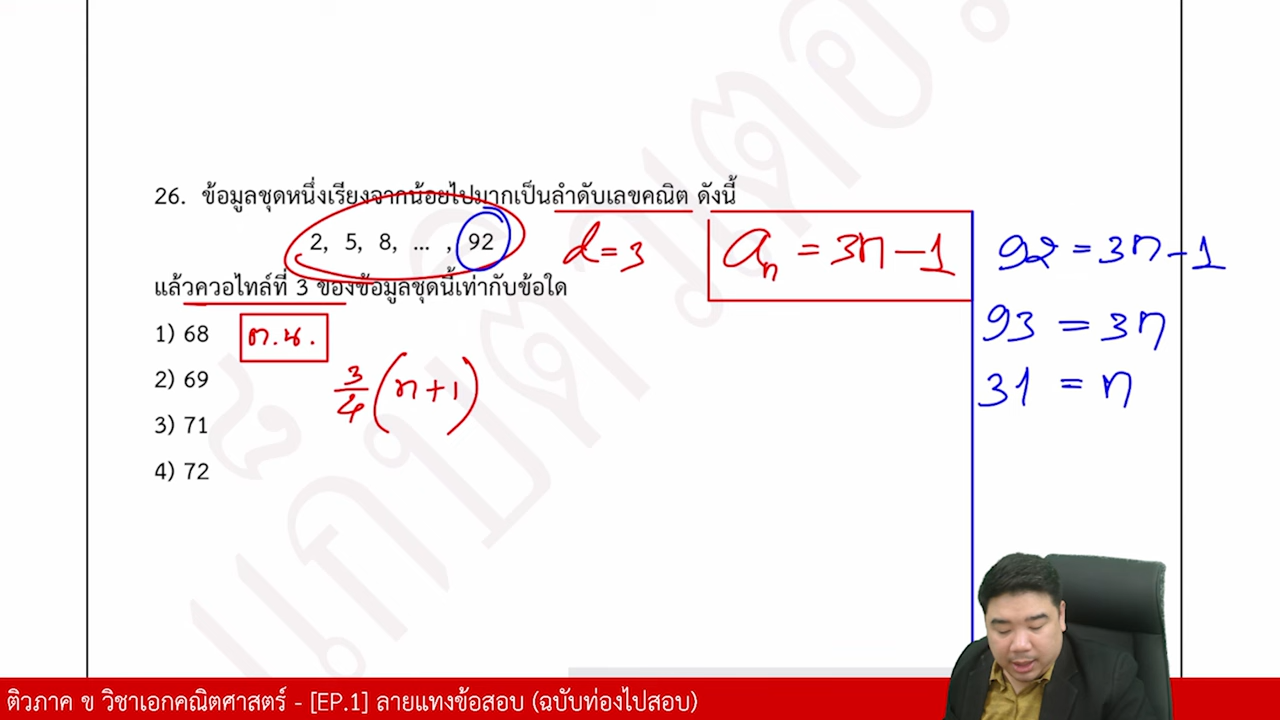 26. ข้อมูลชุดหนึ่งเรียงจากน้อยไปมากเป็นลำดับเลขคณิต ดังนี้
2, 5, 8, ... , 92
d = 3
aₙ = 3n - 1
92 = 3n - 1
93 = 3n
31 = n
แล้วควอไทล์ที่ 3 ของข้อมูลชุดนี้เท่ากับข้อใด
1) 68
ต.น.
3/4 (n + 1)
2) 69
3) 71
4) 72
ติวภาค ข วิชาเอกคณิตศาสตร์ - [EP.1] ลายแทงข้อสอบ (ฉบับท่องไปสอบ)